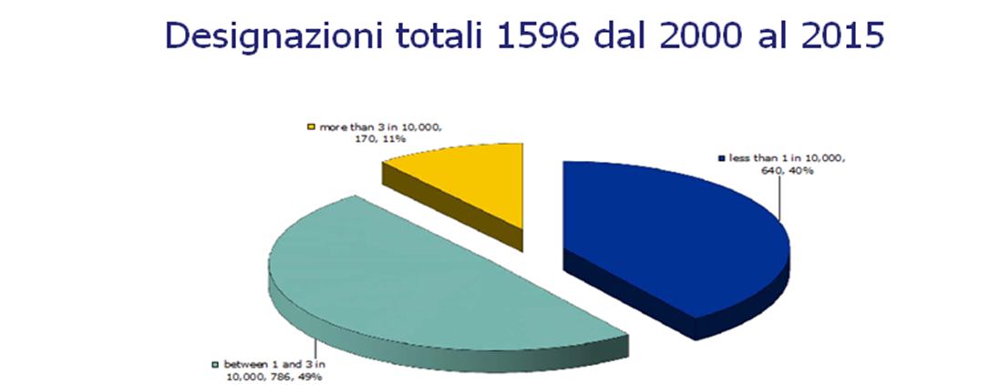 Designazioni totali 1596 dal 2000 al 2015
more than 3 in 10,000,
170, 11%
less than 1 in 10,000,
640, 40%
between 1 and 3 in
10,000, 786, 49%